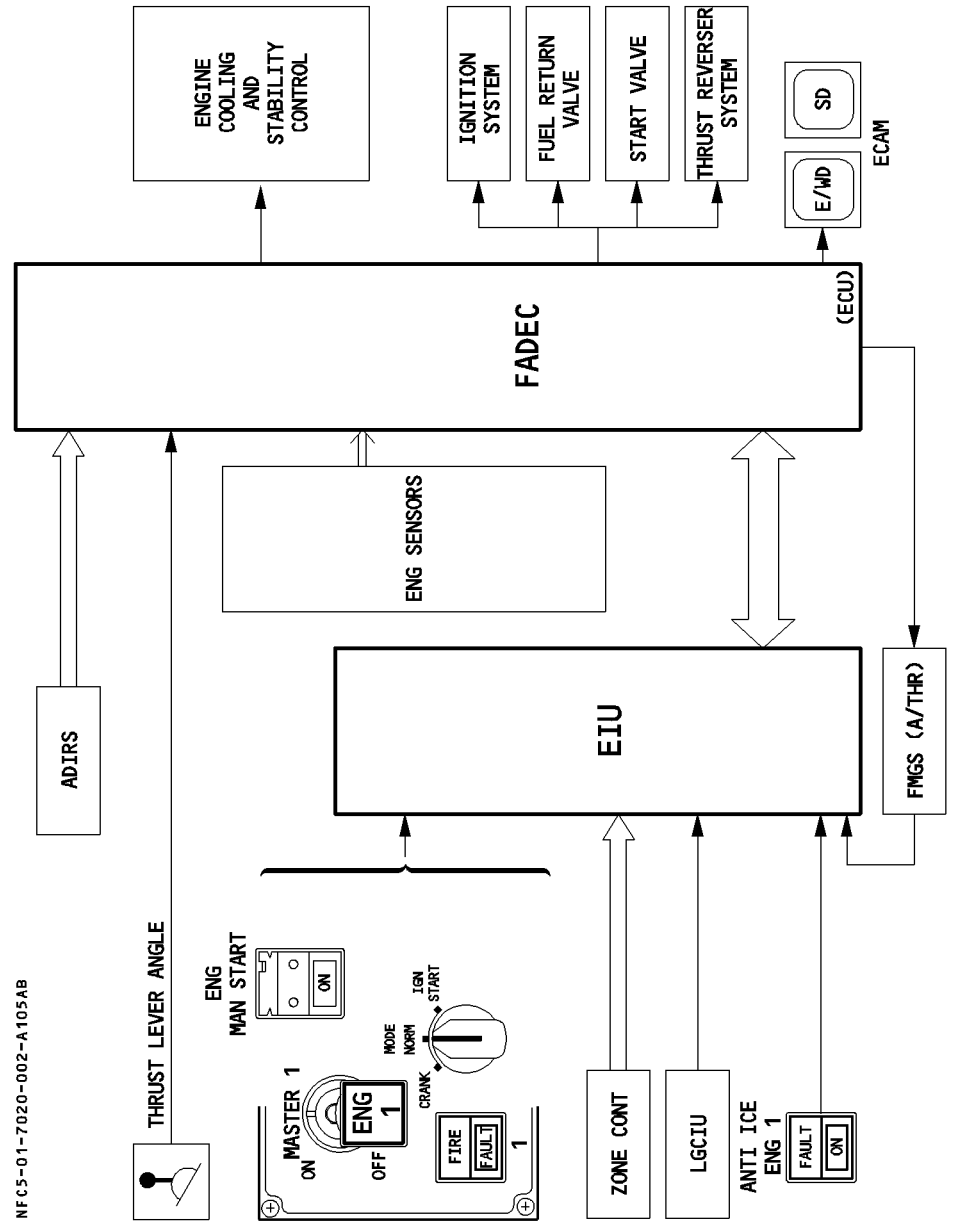 NFC5-01-7020-002-A105AB
THRUST LEVER ANGLE
ADIRS
ENG SENSORS
FADEC
(ECU)
ENGINE
COOLING
AND
STABILITY
CONTROL
IGNITION
SYSTEM
FUEL RETURN
VALVE
START VALVE
THRUST REVERSER
SYSTEM
E/WD
SD
ECAM
MASTER 1
ON
OFF
ENG
1
ENG
MAN START
ON
MODE
NORM
CRANK
IGN
START
FIRE
FAULT
1
EIU
ZONE CONT
LGCIU
ANTI ICE
ENG 1
FAULT
ON
FMGS (A/THR)